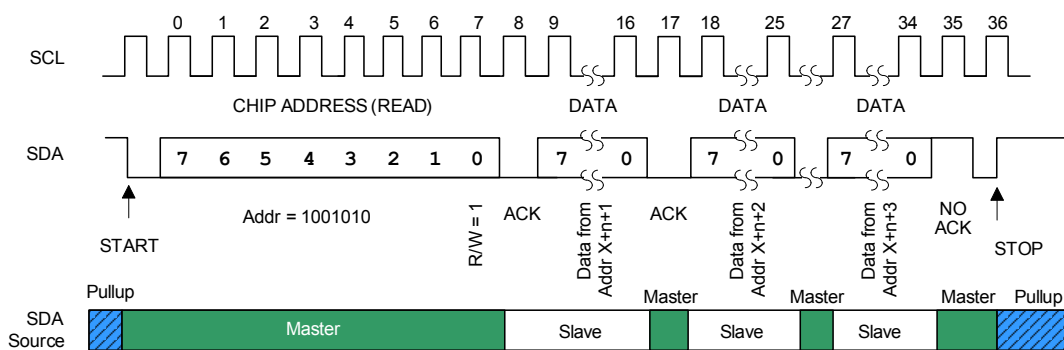 0 1 2 3 4 5 6 7 8 9 16 17 18 25 27 34 35 36
SCL
CHIP ADDRESS (READ) DATA DATA DATA
SDA 7 6 5 4 3 2 1 0 7 0 7 0 7 0
START
Addr = 1001010
R/W = 1
ACK
Data from
Addr X+n+1
ACK
Data from
Addr X+n+2
Data from
Addr X+n+3
NO
ACK
STOP
Pullup Master Master Master Pullup
SDA
Source
Master Slave Slave Slave